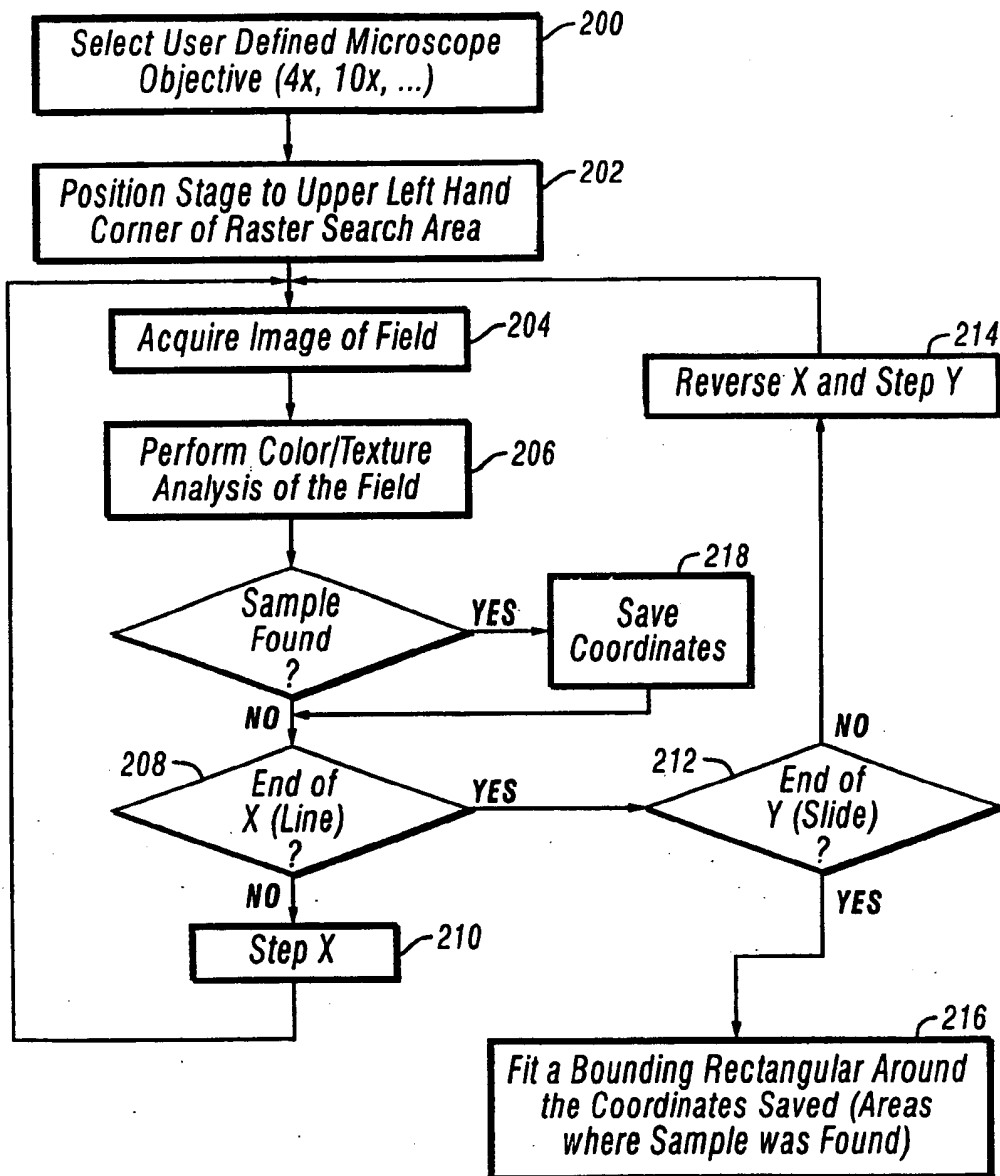 200
Select User Defined Microscope
Objective (4x, 10x, ...)
202
Position Stage to Upper Left Hand
Corner of Raster Search Area
Acquire Image of Field
204
214
Reverse X and Step Y
Perform Color/Texture
Analysis of the Field
206
218
Sample
Found
?
YES
Save
Coordinates
NO
NO
208
End of
X (Line)
?
YES
212
End of
Y (Slide)
?
NO
YES
Step X
210
216
Fit a Bounding Rectangular Around
the Coordinates Saved (Areas
where Sample was Found)